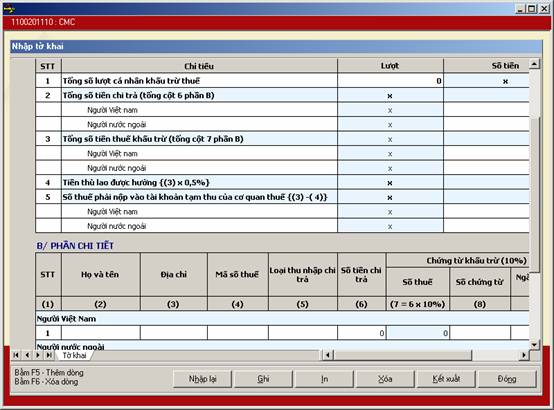 1100201110 : CMC
Nhập tờ khai
STT Chỉ tiêu Lượt Số tiền
1 Tổng số lượt cá nhân khấu trừ thuế 0 x
2 Tổng số tiền chi trả (tổng cột 6 phần B) x
Người Việt nam x
Người nước ngoài x
3 Tổng số tiền thuế khấu trừ (tổng cột 7 phần B) x
Người Việt nam x
Người nước ngoài x
4 Tiền thù lao được hưởng {(3) x 0,5%} x
5 Số thuế phải nộp vào tài khoản tạm thu của cơ quan thuế {(3) -( 4)} x
Người Việt nam x
Người nước ngoài x
B/ PHẦN CHI TIẾT
STT Họ và tên Địa chỉ Mã số thuế Loại thu nhập chi trả Số tiền chi trả Chứng từ khấu trừ (10%)
Số thuế Số chứng từ Ngà
(1) (2) (3) (4) (5) (6) (7 = 6 x 10%) (8)
Người Việt Nam
1 0 0
Người nước ngoài
Tờ khai
Bấm F5 - Thêm dòng
Bấm F6 - Xóa dòng
Nhập lại Ghi In Xóa Kết xuất Đóng